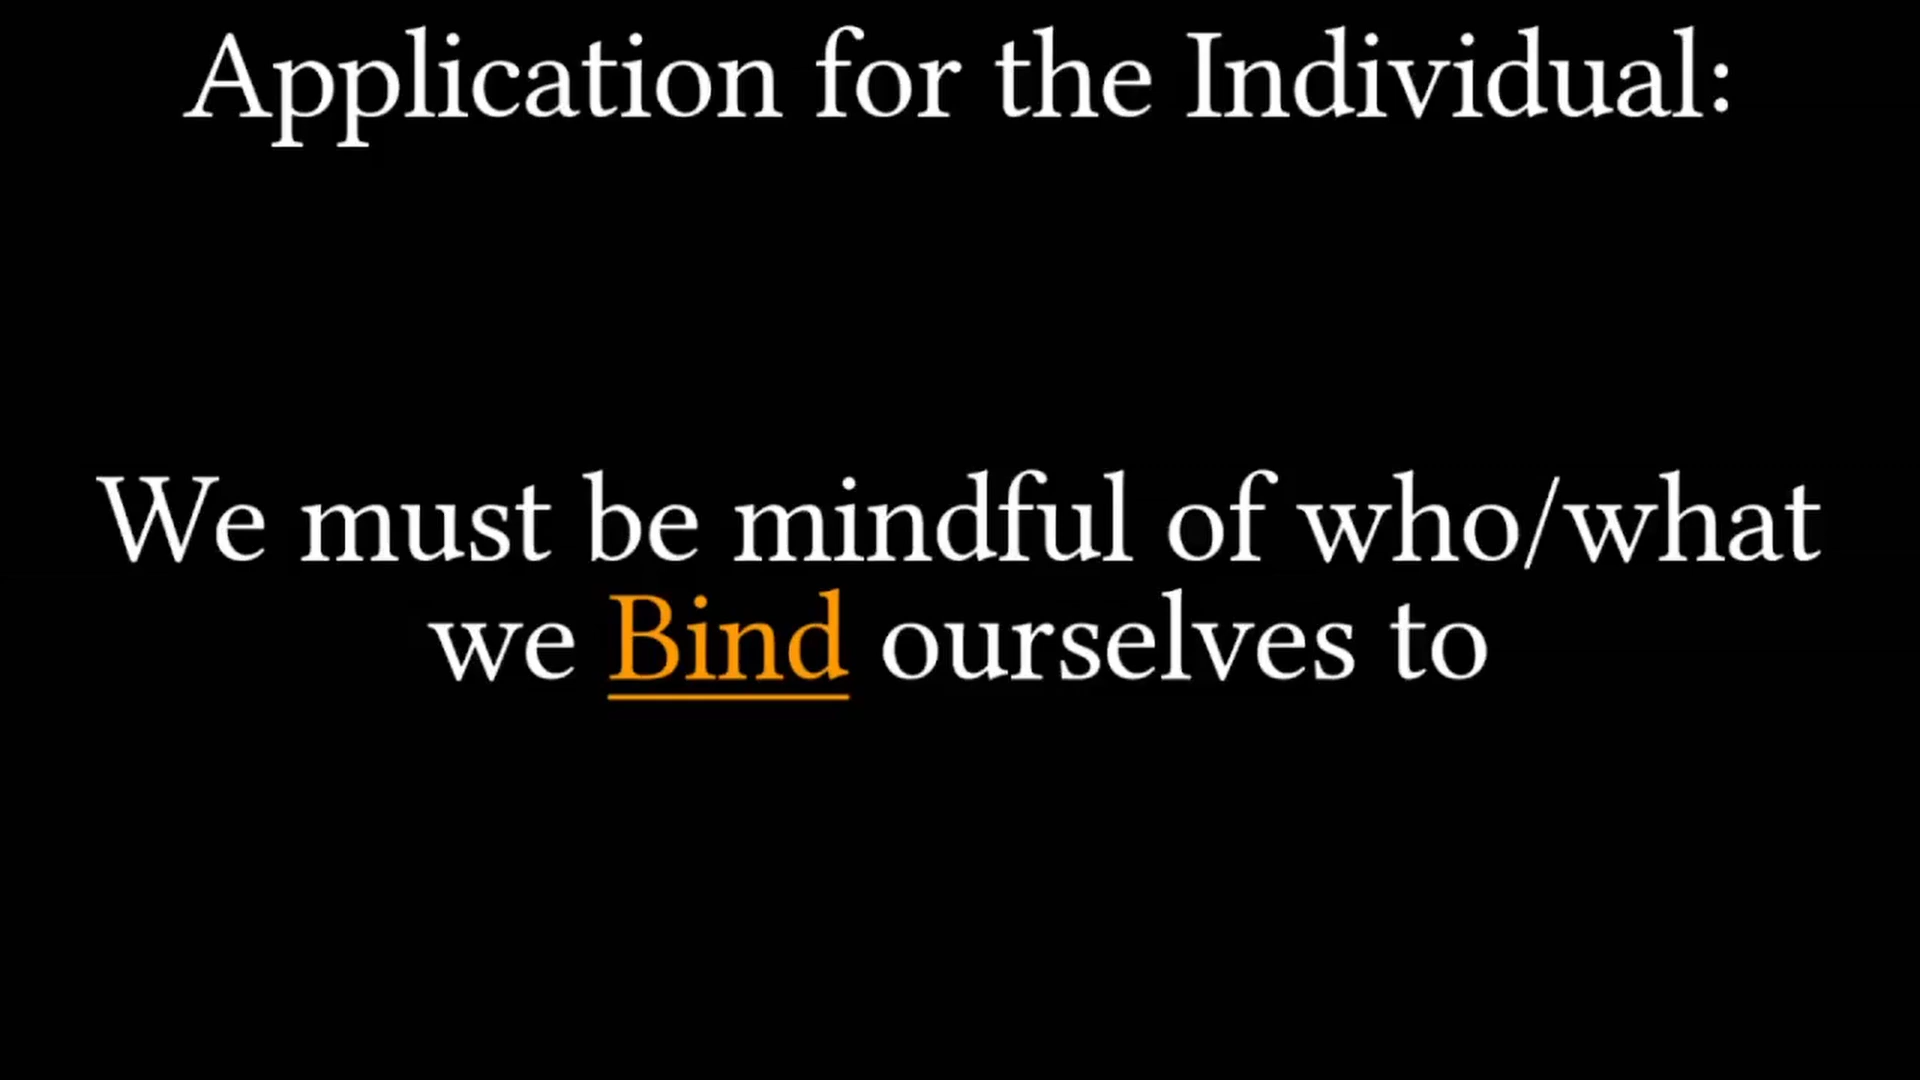 Application for the Individual:
We must be mindful of who/what
we Bind ourselves to